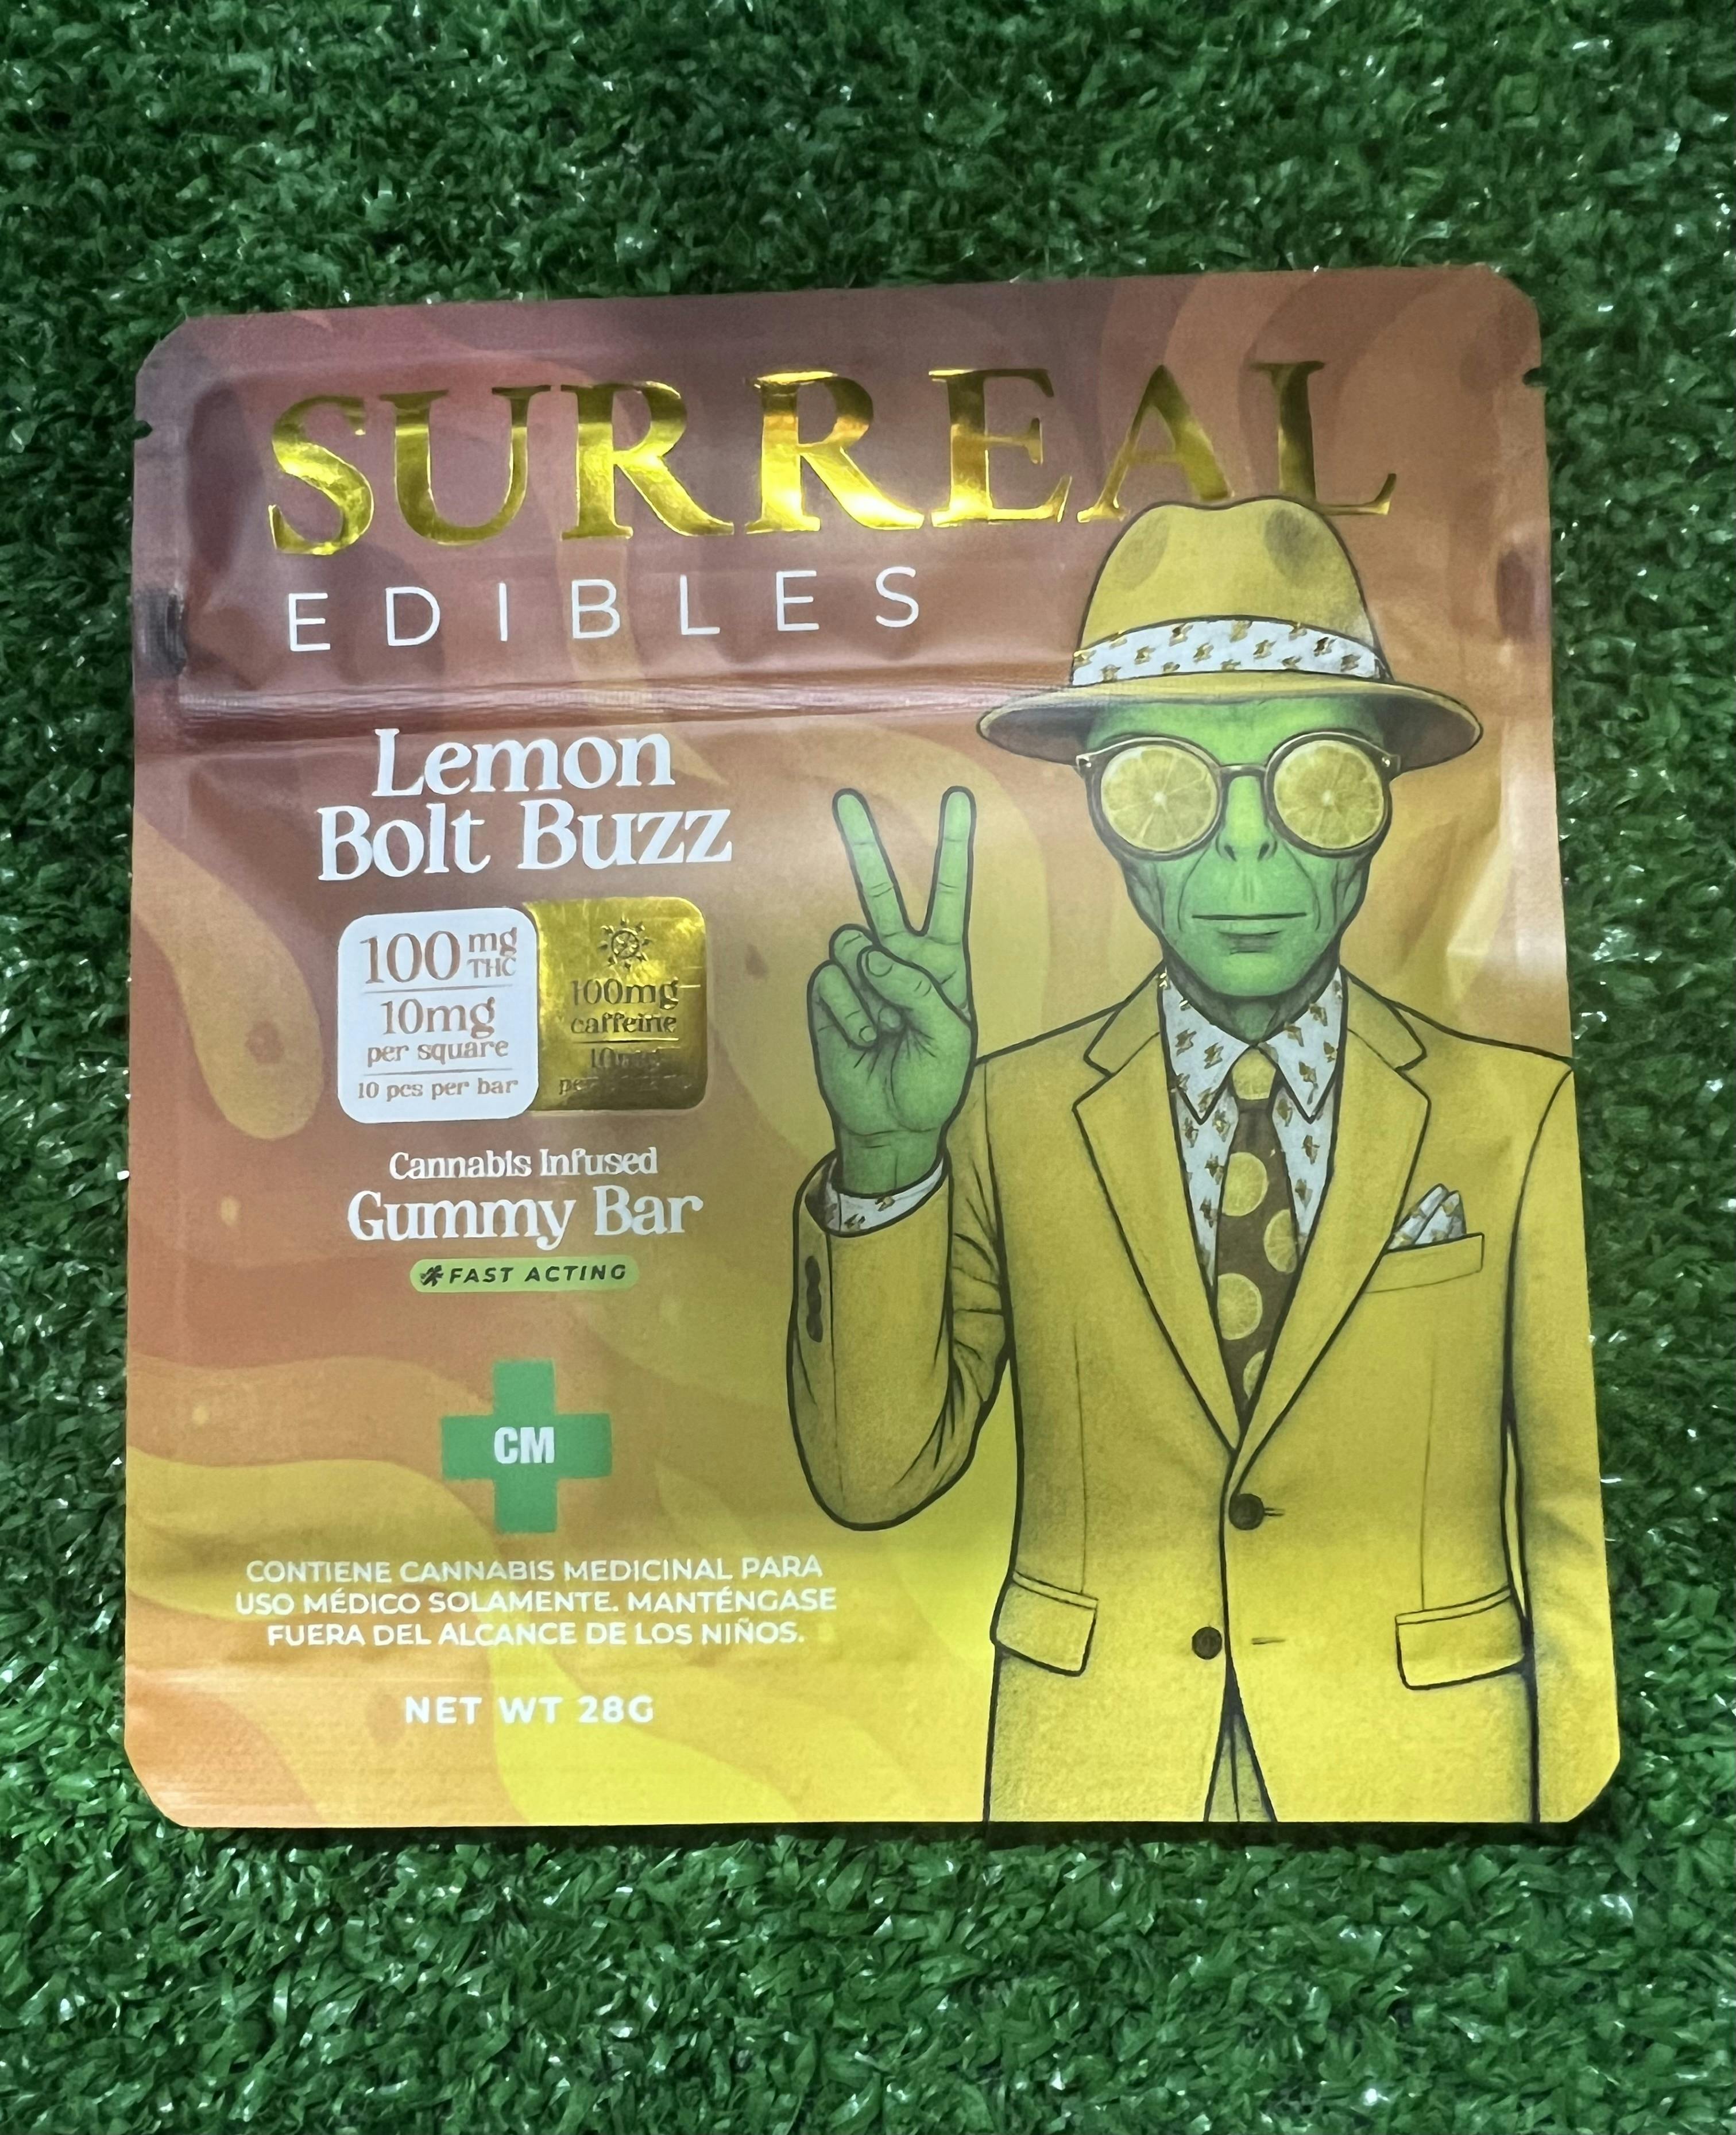 SURREAL
EDIBLES
Lemon
Bolt Buzz
100 mg
THC
10mg
per square
10 pcs per bar
100mg
caffeine
10mg
per
Cannabis Infused
Gummy Bar
FAST ACTING
CM
CONTIENE CANNABIS MEDICINAL PARA
USO MÉDICO SOLAMENTE. MANTÉNGASE
FUERA DEL ALCANCE DE LOS NIÑOS.
NET WT 28G